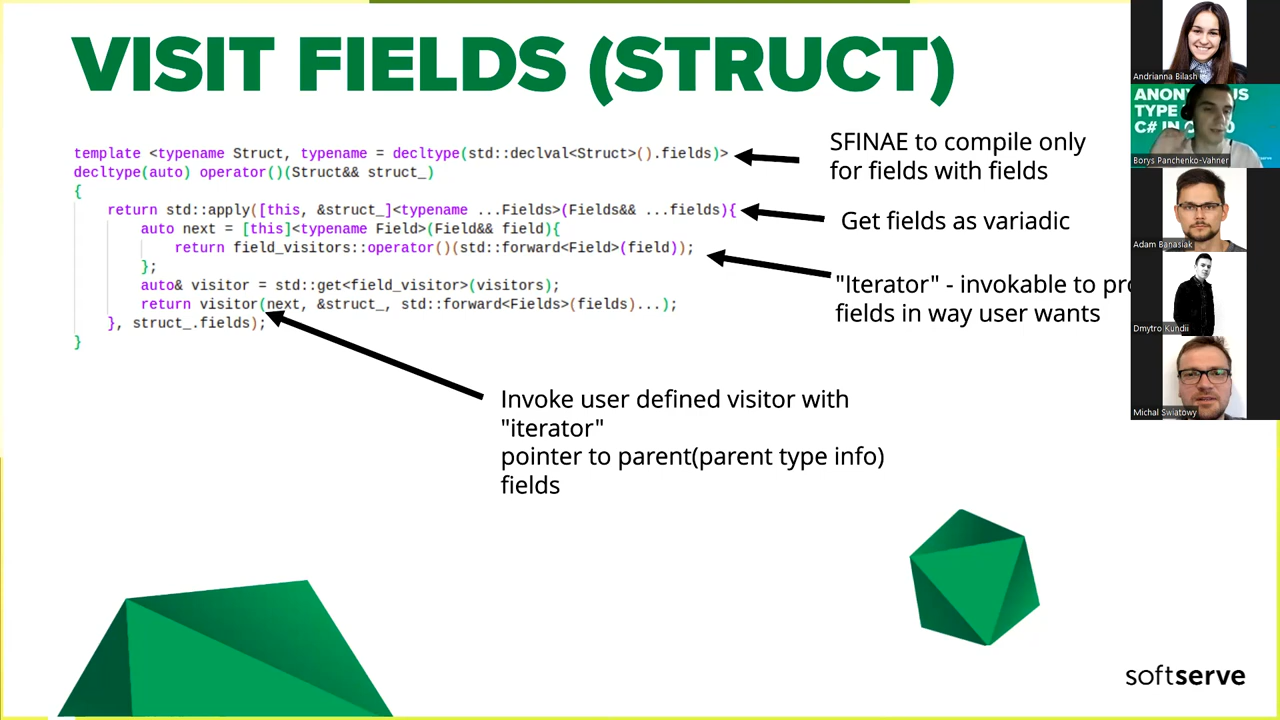 VISIT FIELDS (STRUCT)
template <typename Struct, typename = decltype(std::declval<Struct>().fields)>
decltype(auto) operator()(Struct&& struct_)
{
return std::apply([this, &struct_]<typename ...Fields>(Fields&& ...fields){
auto next = [this]<typename Field>(Field&& field){
return field_visitors::operator()(std::forward<Field>(field));
};
auto& visitor = std::get<field_visitor>(visitors);
return visitor(next, &struct_, std::forward<Fields>(fields)...);
}, struct_.fields);
}
SFINAE to compile only
for fields with fields
Get fields as variadic
"Iterator" - invokable to pro
fields in way user wants
Invoke user defined visitor with
"iterator"
pointer to parent(parent type info)
fields
Andrianna Bilash
ANON
US
TYPE
C# IN
Borys Panchenko-Vahner
Adam Banasiak
Dmytro Kundii
Michal Swiatowy
softserve